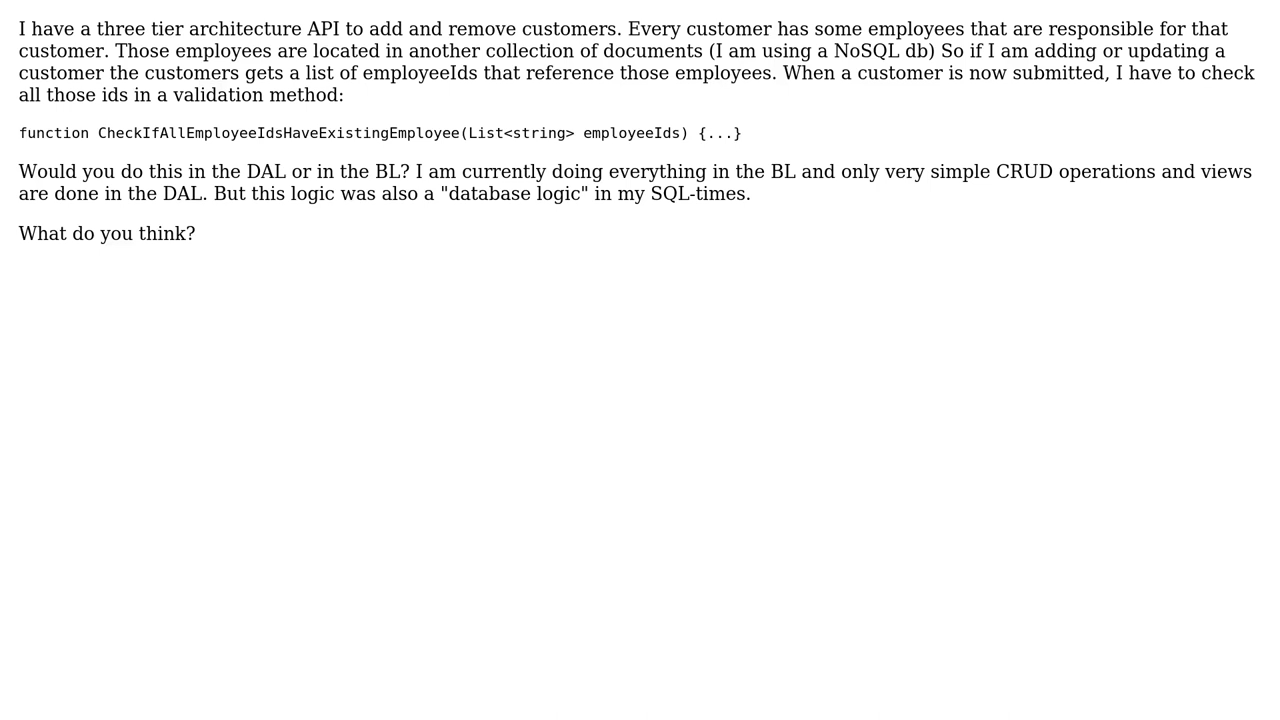 I have a three tier architecture API to add and remove customers. Every customer has some employees that are responsible for that
customer. Those employees are located in another collection of documents (I am using a NoSQL db) So if I am adding or updating a
customer the customers gets a list of employeeIds that reference those employees. When a customer is now submitted, I have to check
all those ids in a validation method:
function CheckIfAllEmployeeIdsHaveExistingEmployee(List<string> employeeIds) {...}
Would you do this in the DAL or in the BL? I am currently doing everything in the BL and only very simple CRUD operations and views
are done in the DAL. But this logic was also a "database logic" in my SQL-times.
What do you think?